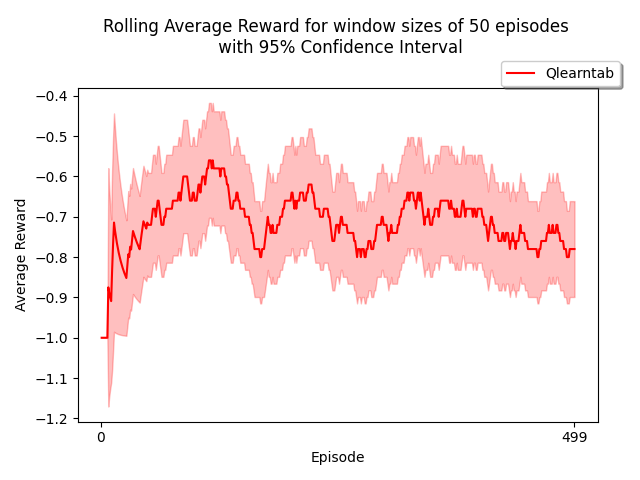 Rolling Average Reward for window sizes of 50 episodes
with 95% Confidence Interval
Qlearntab
−0.4
−0.5
−0.6
−0.7
−0.8
−0.9
−1.0
−1.1
−1.2
Average Reward
0
499
Episode